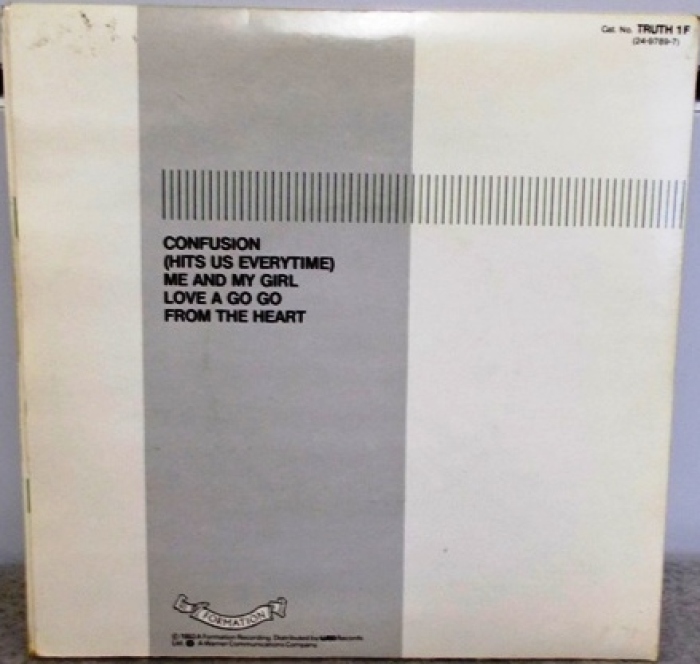 Cat. No. TRUTH 1F
(24-9789-7)
CONFUSION
(HITS US EVERYTIME)
ME AND MY GIRL
LOVE A GO GO
FROM THE HEART
FORMATION
A Formation Recording. Distributed by Records
Ltd. A Warner Communications Company